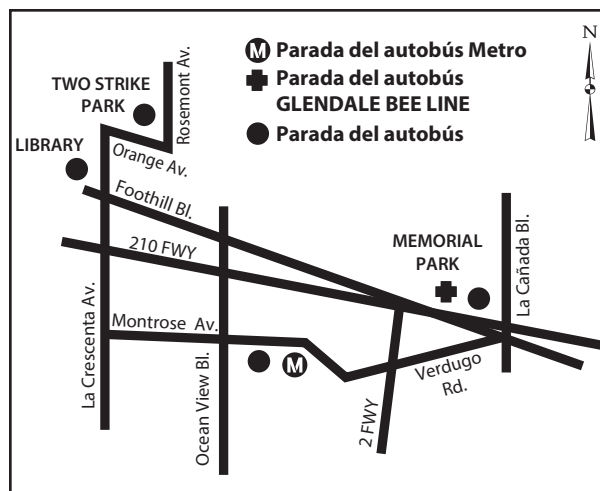 N
M Parada del autobús Metro
Parada del autobús
GLENDALE BEE LINE
Parada del autobús
TWO STRIKE
PARK
Rosemont Av.
LIBRARY
Orange Av.
Foothill Bl.
210 FWY
MEMORIAL
PARK
La Cañada Bl.
La Crescenta Av.
Montrose Av.
Ocean View Bl.
M
Verdugo
Rd.
2 FWY